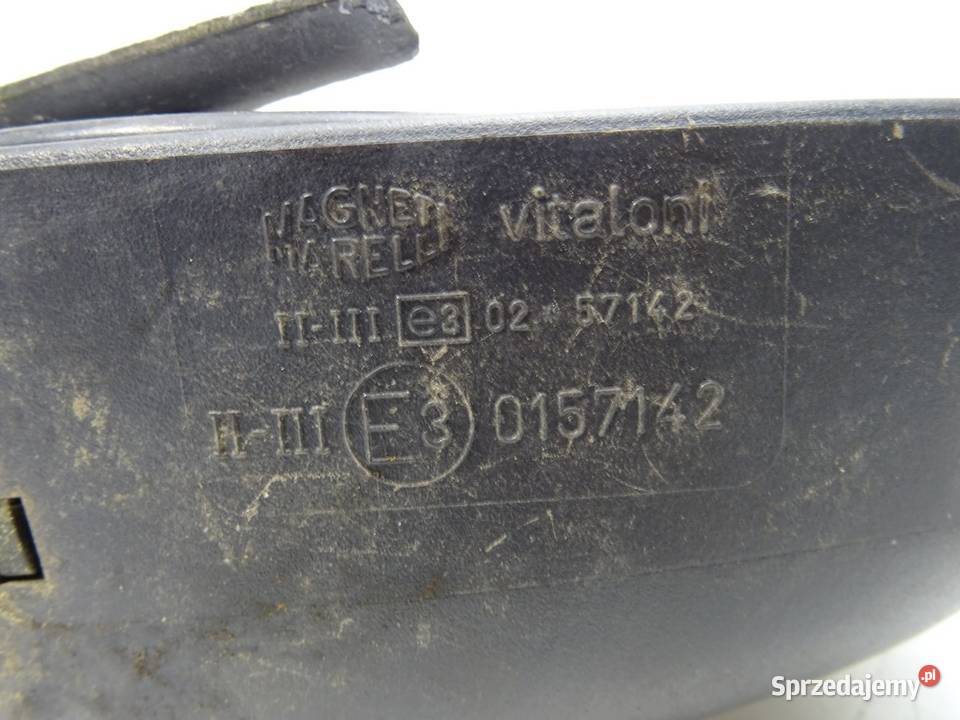 MAGNETI vitaloni
MARELLI
II-III e3 02*57142
II-III E3 0157142
Sprzedajemy.pl